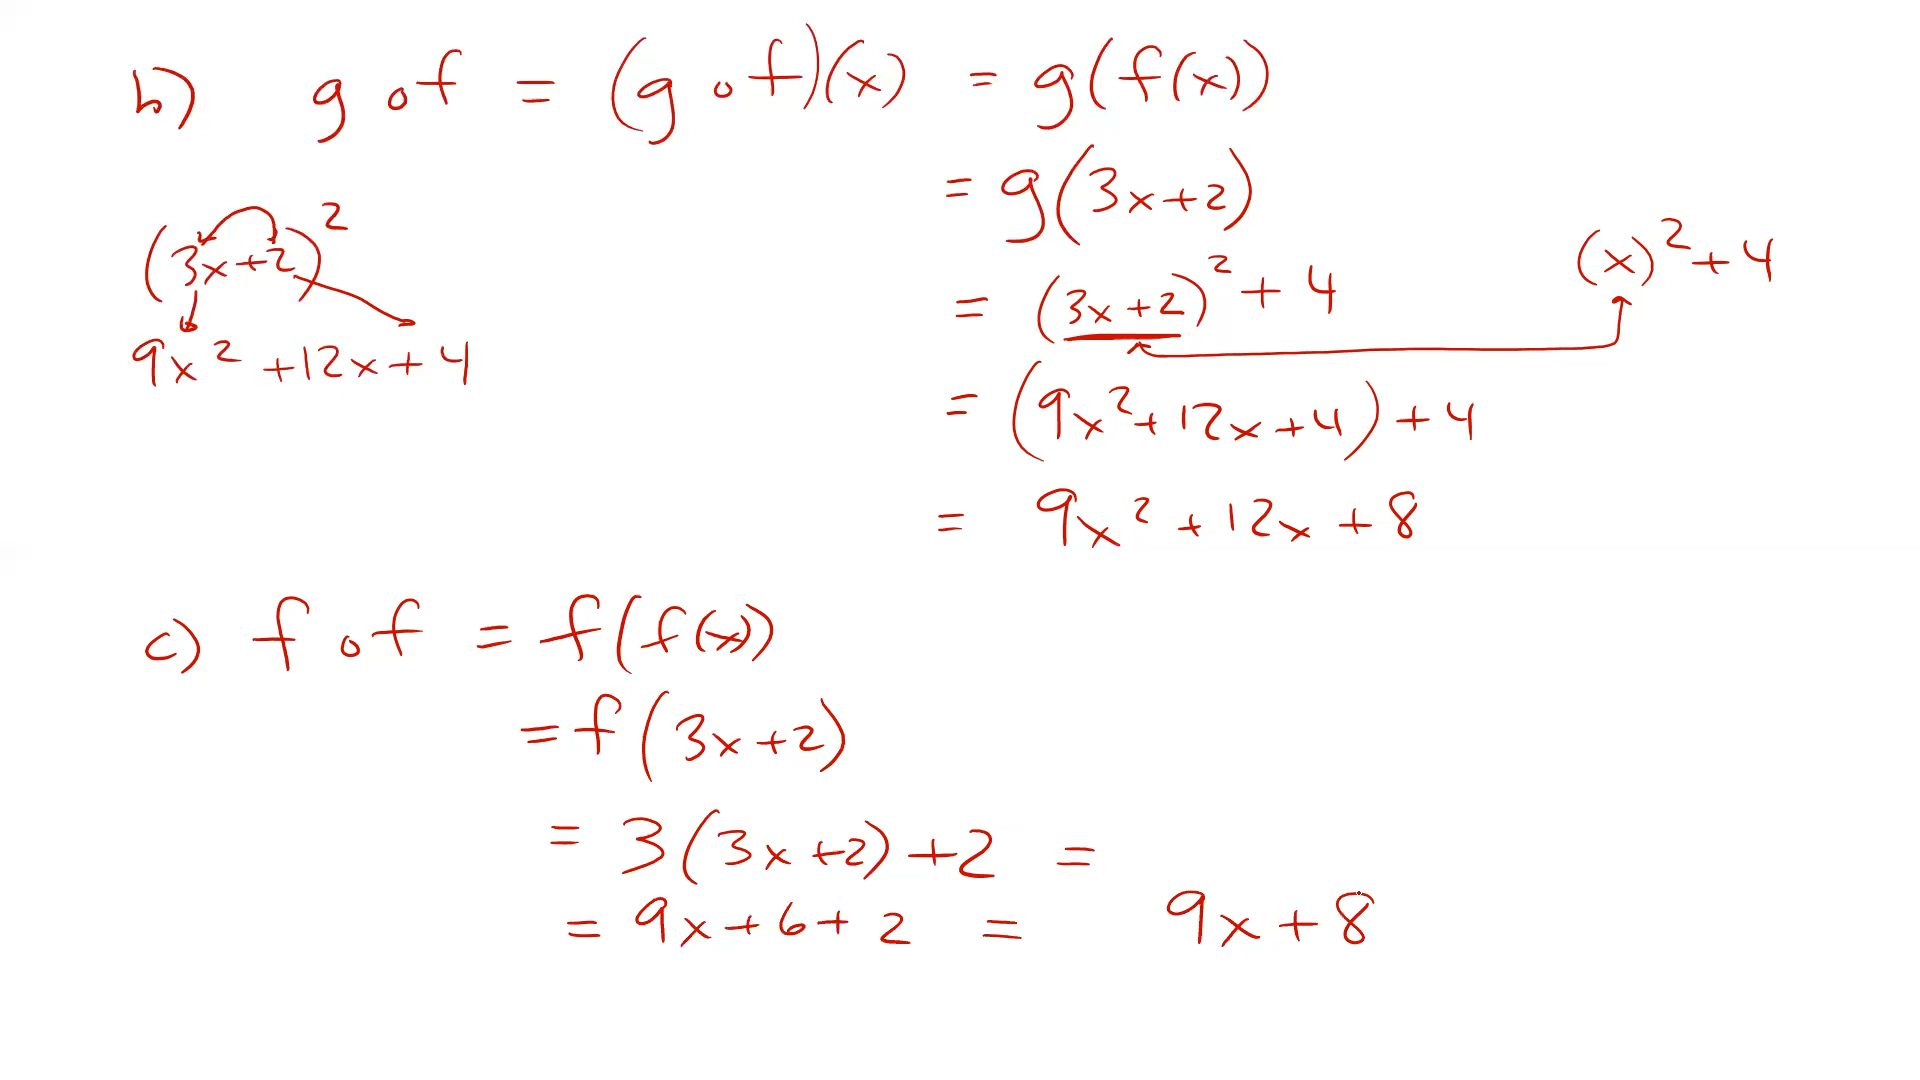 b) g o f = (g o f)(x) = g(f(x))
= g(3x+2)
(3x+2)²
(x)² + 4
= (3x+2)² + 4
9x² + 12x + 4
= (9x² + 12x + 4) + 4
= 9x² + 12x + 8
c) f o f = f(f(x))
= f(3x+2)
= 3(3x+2) + 2 =
= 9x + 6 + 2 = 9x + 8